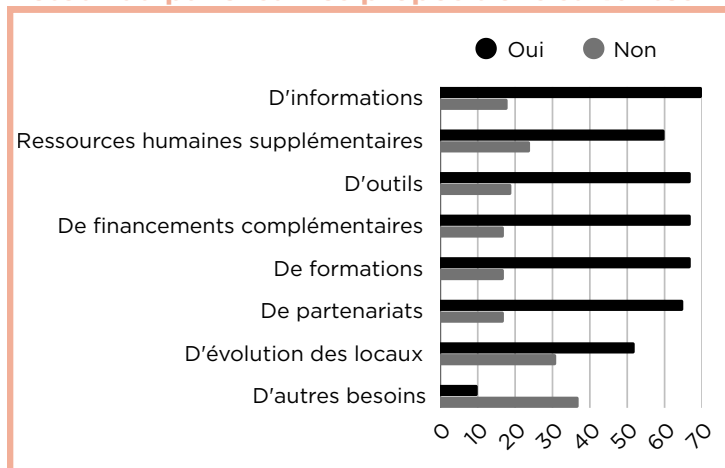 Oui Non
D'informations
Ressources humaines supplémentaires
D'outils
De financements complémentaires
De formations
De partenariats
D'évolution des locaux
D'autres besoins
0 10 20 30 40 50 60 70